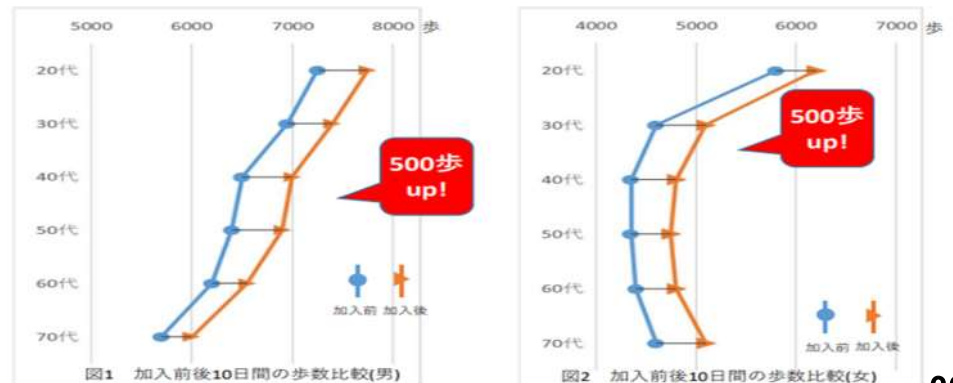 5000 6000 7000 8000 歩
20代
30代
40代
50代
60代
70代
500歩
up!
加入前 加入後
図1 加入前後10日間の歩数比較(男)
4000 5000 6000 7000 歩
20代
30代
40代
50代
60代
70代
500歩
up!
加入前 加入後
図2 加入前後10日間の歩数比較(女)